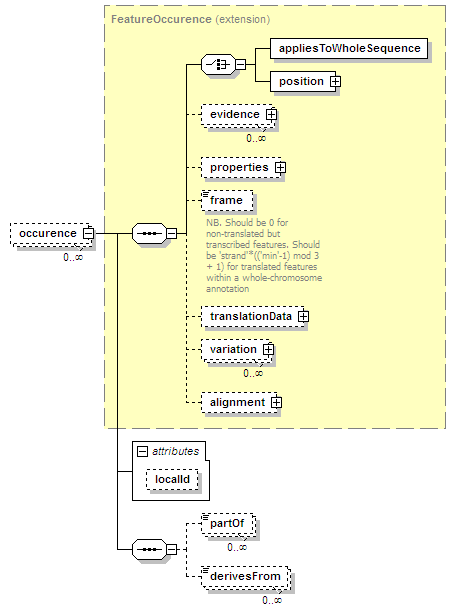 FeatureOccurence (extension)
appliesToWholeSequence
position
evidence
0..∞
properties
frame
NB. Should be 0 for
non-translated but
transcribed features. Should
be 'strand'*(('min'-1) mod 3
+ 1) for translated features
within a whole-chromosome
annotation
occurence
0..∞
translationData
variation
0..∞
alignment
attributes
localId
partOf
0..∞
derivesFrom
0..∞